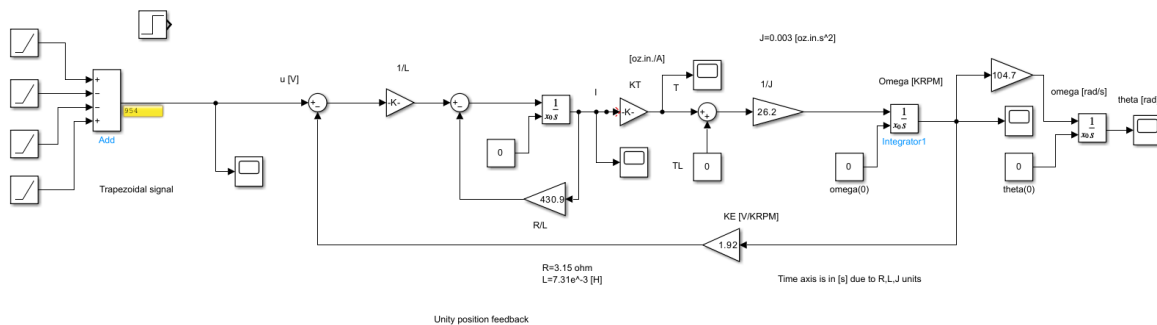 J=0.003 [oz.in.s^2]
[oz.in./A]
u [V]
1/L
I
KT
T
1/J
Omega [KRPM]
104.7
omega [rad/s]
theta [rad]
+
−
−
+
954
Add
+
−
-K-
+
−
1
x₀ s
-K-
+
+
26.2
1
x₀ s
Integrator1
1
x₀ s
0
TL
0
0
omega(0)
0
theta(0)
Trapezoidal signal
430.9
R/L
KE [V/KRPM]
1.92
R=3.15 ohm
L=7.31e^-3 [H]
Time axis is in [s] due to R,L,J units
Unity position feedback